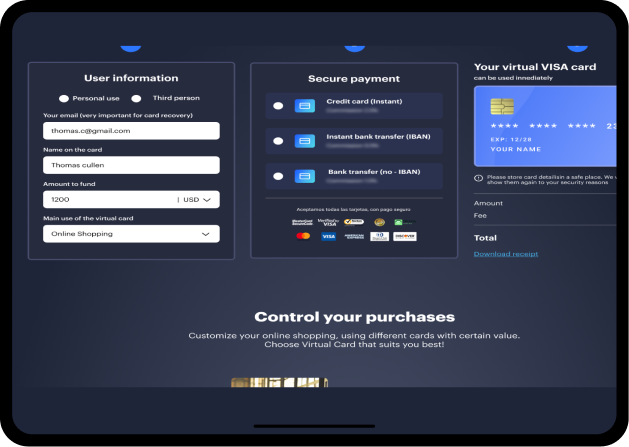 User information
Personal use
Third person
Your email (very important for card recovery)
thomas.c@gmail.com
Name on the card
Thomas cullen
Amount to fund
1200 | USD
Main use of the virtual card
Online Shopping
Secure payment
Credit card (Instant)
Instant bank transfer (IBAN)
Bank transfer (no - IBAN)
Aceptamos todas las tarjetas, con pago seguro
VISA
VISA
AMERICAN EXPRESS
DISCOVER
Your virtual VISA card
can be used inmediately
**** **** **** 23
EXP: 12/28
YOUR NAME
Please store card detailisin a safe place. We
show them again to your security reasons
Amount
Fee
Total
Download receipt
Control your purchases
Customize your online shopping, using different cards with certain value.
Choose Virtual Card that suits you best!